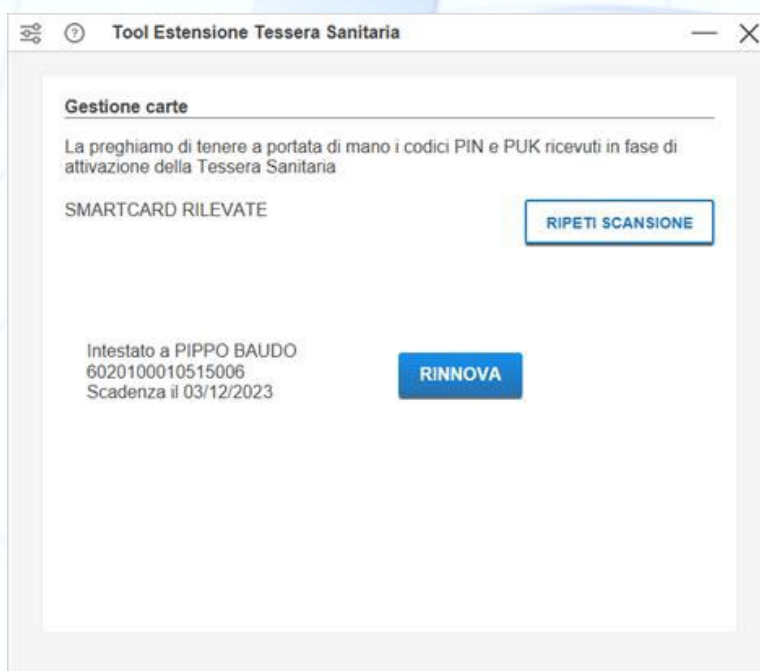 Tool Estensione Tessera Sanitaria
Gestione carte
La preghiamo di tenere a portata di mano i codici PIN e PUK ricevuti in fase di
attivazione della Tessera Sanitaria
SMARTCARD RILEVATE
RIPETI SCANSIONE
Intestato a PIPPO BAUDO
6020100010515006
Scadenza il 03/12/2023
RINNOVA